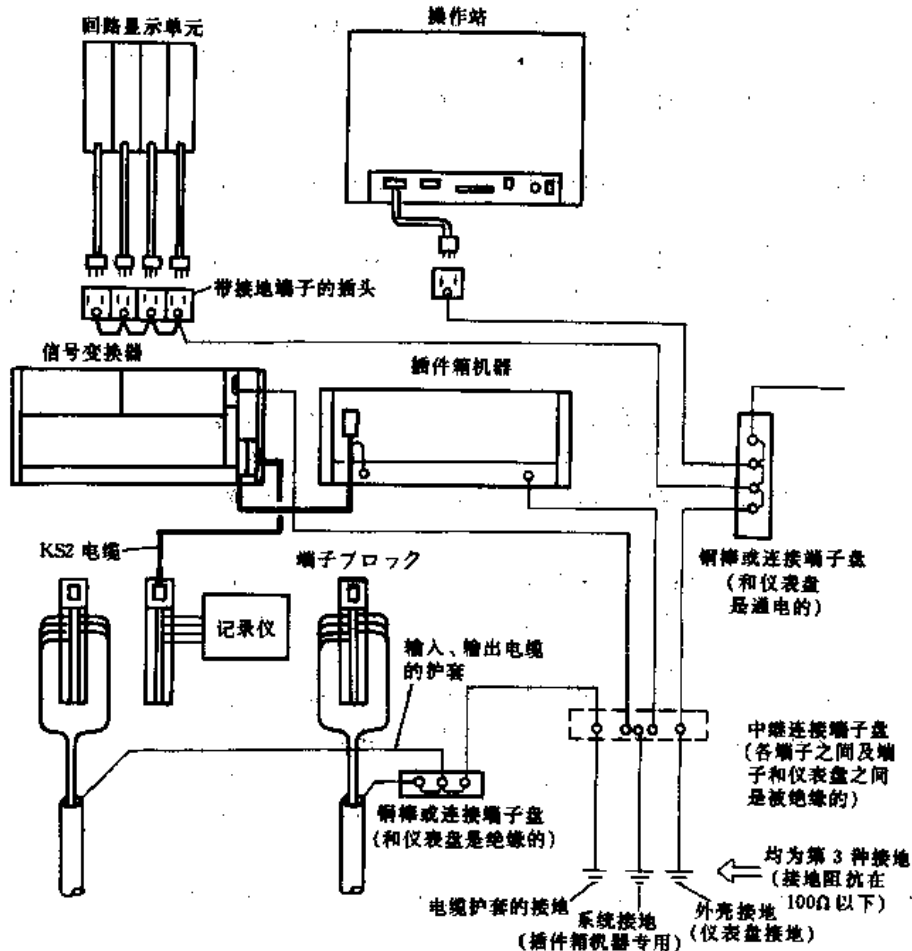 操作站
回路显示单元
带接地端子的插头
信号变换器
插件箱机器
KS2 电缆
端子ブロック
铜棒或连接端子盘
(和仪表盘
是通电的)
记录仪
输入、输出电缆
的护套
中继连接端子盘
(各端子之间及端
子和仪表盘之间
是被绝缘的)
铜棒或连接端子盘
(和仪表盘是绝缘的)
均为第 3 种接地
(接地阻抗在
100Ω 以下)
电缆护套的接地
系统接地
(插件箱机器专用)
外壳接地
(仪表盘接地)